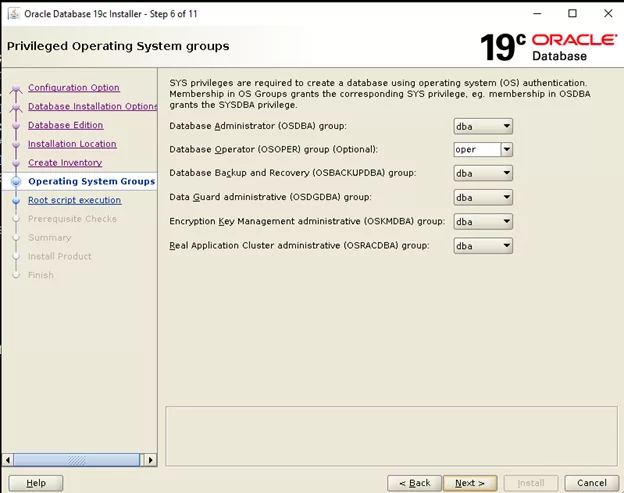 Oracle Database 19c Installer - Step 6 of 11
Privileged Operating System groups
19c ORACLE
Database
Configuration Option
Database Installation Options
Database Edition
Installation Location
Create Inventory
Operating System Groups
Root script execution
Prerequisite Checks
Summary
Install Product
Finish
SYS privileges are required to create a database using operating system (OS) authentication.
Membership in OS Groups grants the corresponding SYS privilege, eg. membership in OSDBA
grants the SYSDBA privilege.
Database Administrator (OSDBA) group: dba
Database Operator (OSOPER) group (Optional): oper
Database Backup and Recovery (OSBACKUPDBA) group: dba
Data Guard administrative (OSDGDBA) group: dba
Encryption Key Management administrative (OSKMDBA) group: dba
Real Application Cluster administrative (OSRACDBA) group: dba
Help
< Back
Next >
Install
Cancel